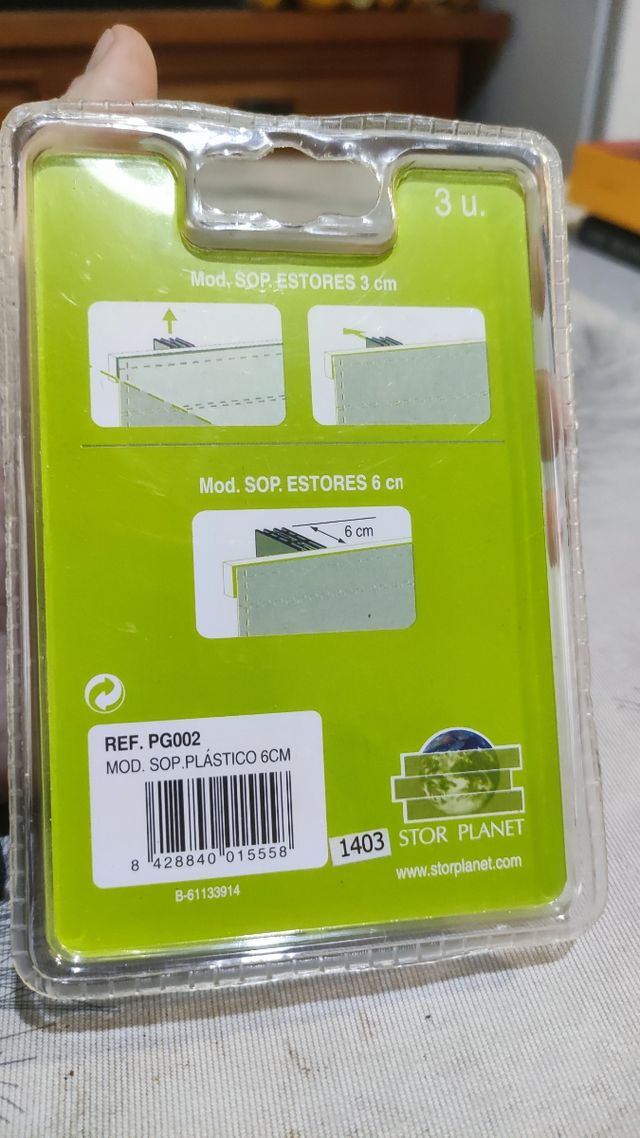 3 u.
Mod. SOP. ESTORES 3 cm
Mod. SOP. ESTORES 6 cm
6 cm
REF. PG002
MOD. SOP.PLÁSTICO 6CM
8 428840 015558
1403
B-61133914
STOR PLANET
www.storplanet.com